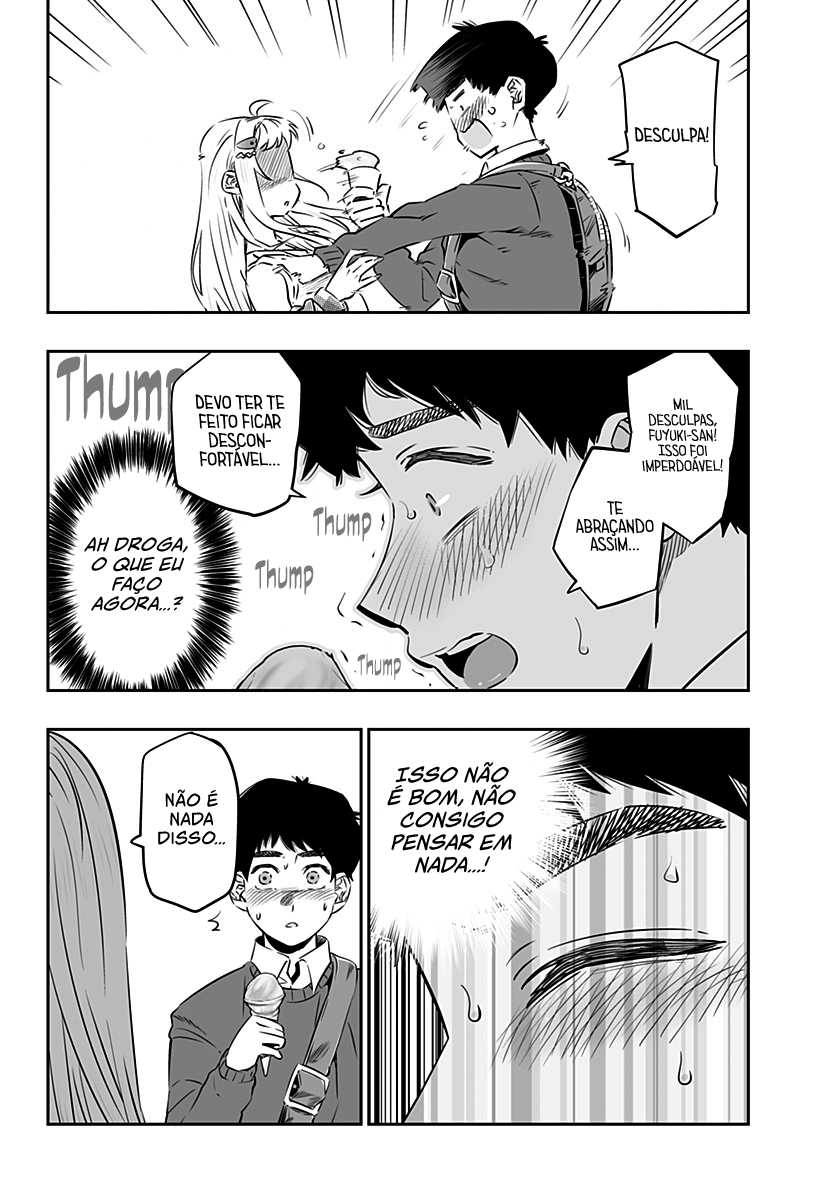 DESCULPA!
MIL
DESCULPAS,
FUYUKI-SAN!
ISSO FOI
IMPERDOÁVEL!
TE
ABRAÇANDO
ASSIM...
DEVO TER TE
FEITO FICAR
DESCON-
FORTÁVEL...
Thump
Thump
Thump
Thump
AH DROGA,
O QUE EU
FAÇO
AGORA...?
ISSO NÃO
É BOM, NÃO
CONSIGO
PENSAR EM
NADA...!
NÃO É
NADA
DISSO...